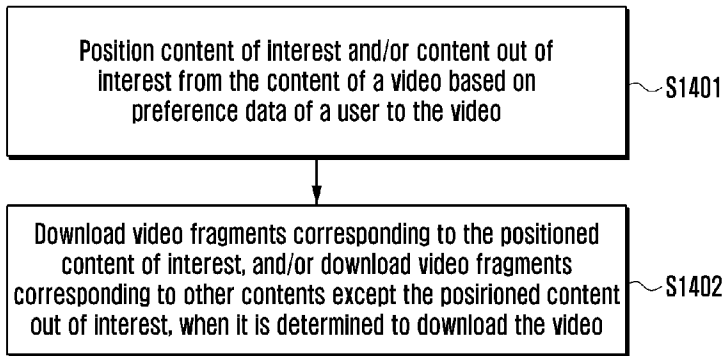 Position content of interest and/or content out of
interest from the content of a video based on
preference data of a user to the video
S1401
Download video fragments corresponding to the positioned
content of interest, and/or download video fragments
corresponding to other contents except the posirioned content
out of interest, when it is determined to download the video
S1402